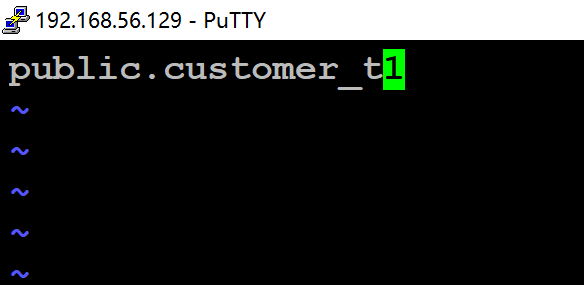 192.168.56.129 - PuTTY
public.customer_t1
~
~
~
~
~